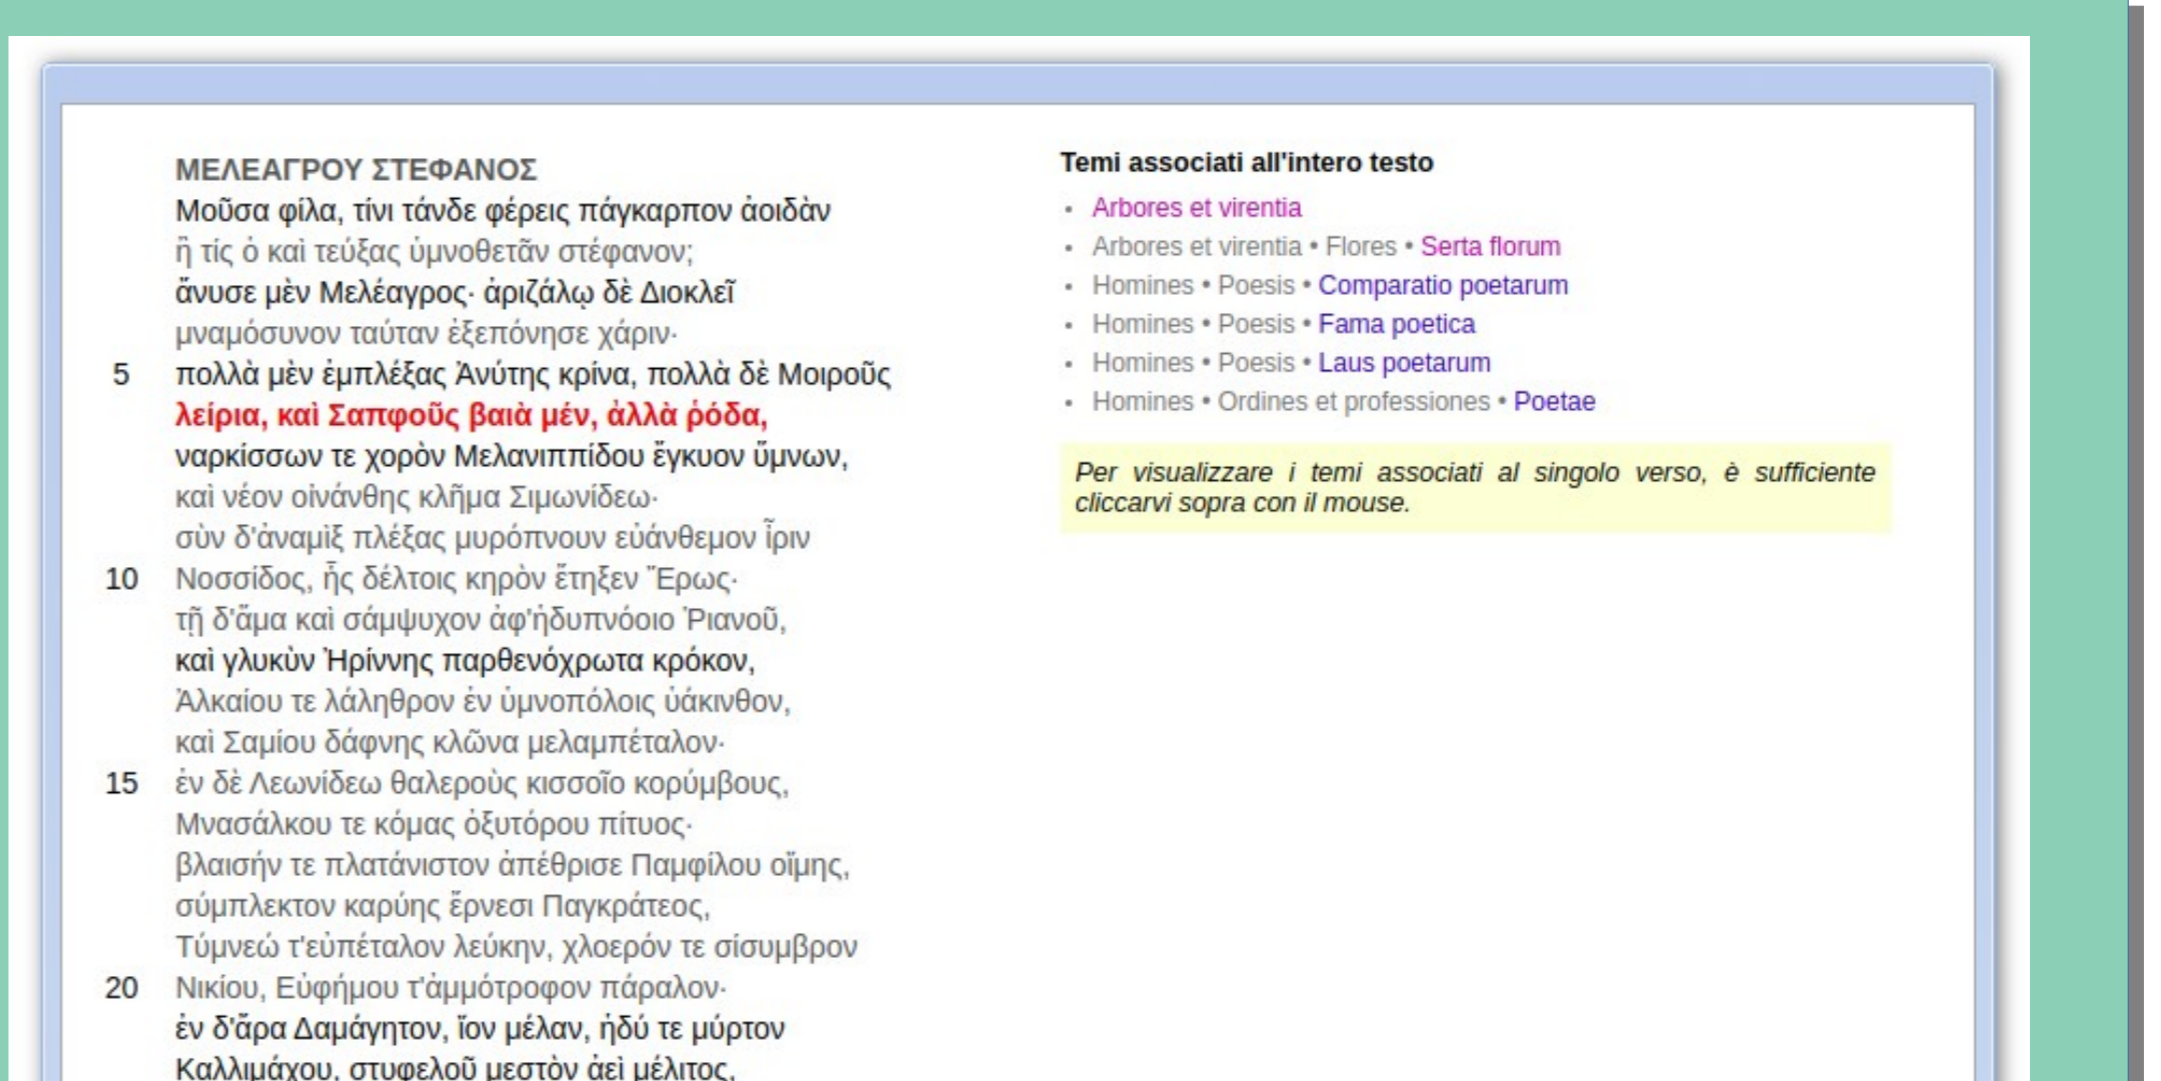 ΜΕΛΕΑΓΡΟΥ ΣΤΕΦΑΝΟΣ
Μοῦσα φίλα, τίνι τάνδε φέρεις πάγκαρπον ἀοιδὰν
ἢ τίς ὁ καὶ τεύξας ὑμνοθετᾶν στέφανον;
ἄνυσε μὲν Μελέαγρος· ἀριζάλῳ δὲ Διοκλεῖ
μναμόσυνον ταύταν ἐξεπόνησε χάριν·
5 πολλὰ μὲν ἐμπλέξας Ἀνύτης κρίνα, πολλὰ δὲ Μοιροῦς
λείρια, καὶ Σαπφοῦς βαιὰ μέν, ἀλλὰ ῥόδα,
ναρκίσσων τε χορὸν Μελανιππίδου ἔγκυον ὕμνων,
καὶ νέον οἰνάνθης κλῆμα Σιμωνίδεω·
σὺν δ'ἀναμὶξ πλέξας μυρόπνουν εὐάνθεμον ἶριν
10 Νοσσίδος, ἧς δέλτοις κηρὸν ἔτηξεν Ἔρως·
τῇ δ'ἅμα καὶ σάμψυχον ἀφ'ἡδυπνόοιο Ῥιανοῦ,
καὶ γλυκὺν Ἠρίννης παρθενόχρωτα κρόκον,
Ἀλκαίου τε λάληθρον ἐν ὑμνοπόλοις ὑάκινθον,
καὶ Σαμίου δάφνης κλῶνα μελαμπέταλον·
15 ἐν δὲ Λεωνίδεω θαλεροὺς κισσοῖο κορύμβους,
Μνασάλκου τε κόμας ὀξυτόρου πίτυος·
βλαισήν τε πλατάνιστον ἀπέθρισε Παμφίλου οἴμης,
σύμπλεκτον καρύης ἔρνεσι Παγκράτεος,
Τύμνεώ τ'εὐπέταλον λεύκην, χλοερόν τε σίσυμβρον
20 Νικίου, Εὐφήμου τ'ἀμμότροφον πάραλον·
ἐν δ'ἄρα Δαμάγητον, ἴον μέλαν, ἡδύ τε μύρτον
Καλλιμάχου, στυφελοῦ μεστὸν ἀεὶ μέλιτος,
Temi associati all'intero testo
• Arbores et virentia
• Arbores et virentia • Flores • Serta florum
• Homines • Poesis • Comparatio poetarum
• Homines • Poesis • Fama poetica
• Homines • Poesis • Laus poetarum
• Homines • Ordines et professiones • Poetae
Per visualizzare i temi associati al singolo verso, è sufficiente
cliccarvi sopra con il mouse.